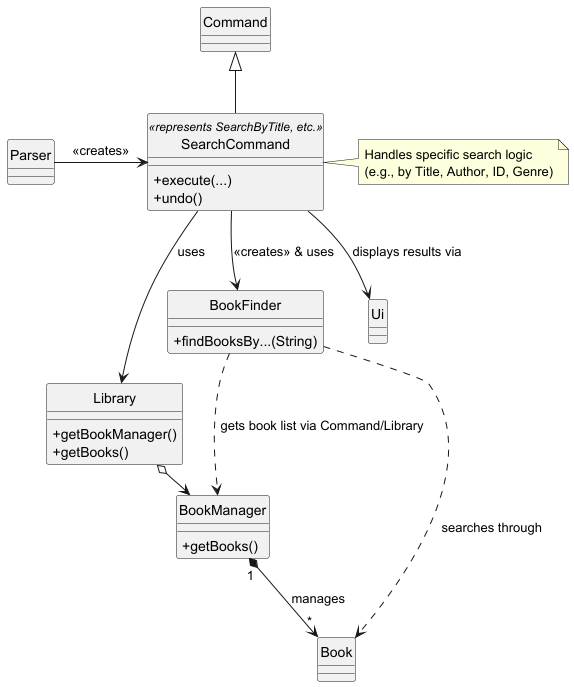 Command
«represents SearchByTitle, etc.»
SearchCommand
+execute(...)
+undo()
Parser
«creates»
Handles specific search logic
(e.g., by Title, Author, ID, Genre)
uses
«creates» & uses
displays results via
BookFinder
+findBooksBy...(String)
Ui
Library
+getBookManager()
+getBooks()
gets book list via Command/Library
BookManager
+getBooks()
searches through
1
manages
*
Book